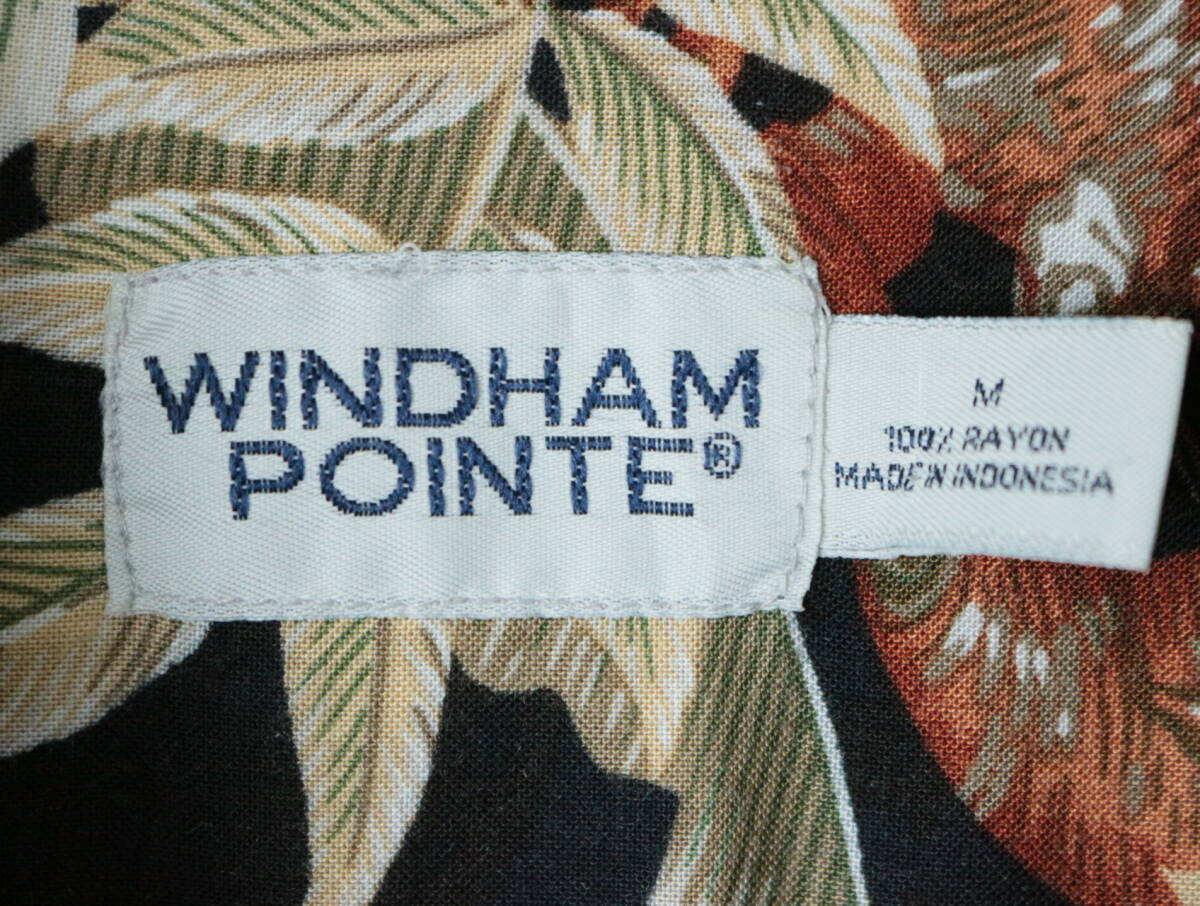 WINDHAM
POINTE®
M
100% RAYON
MADE IN INDONESIA